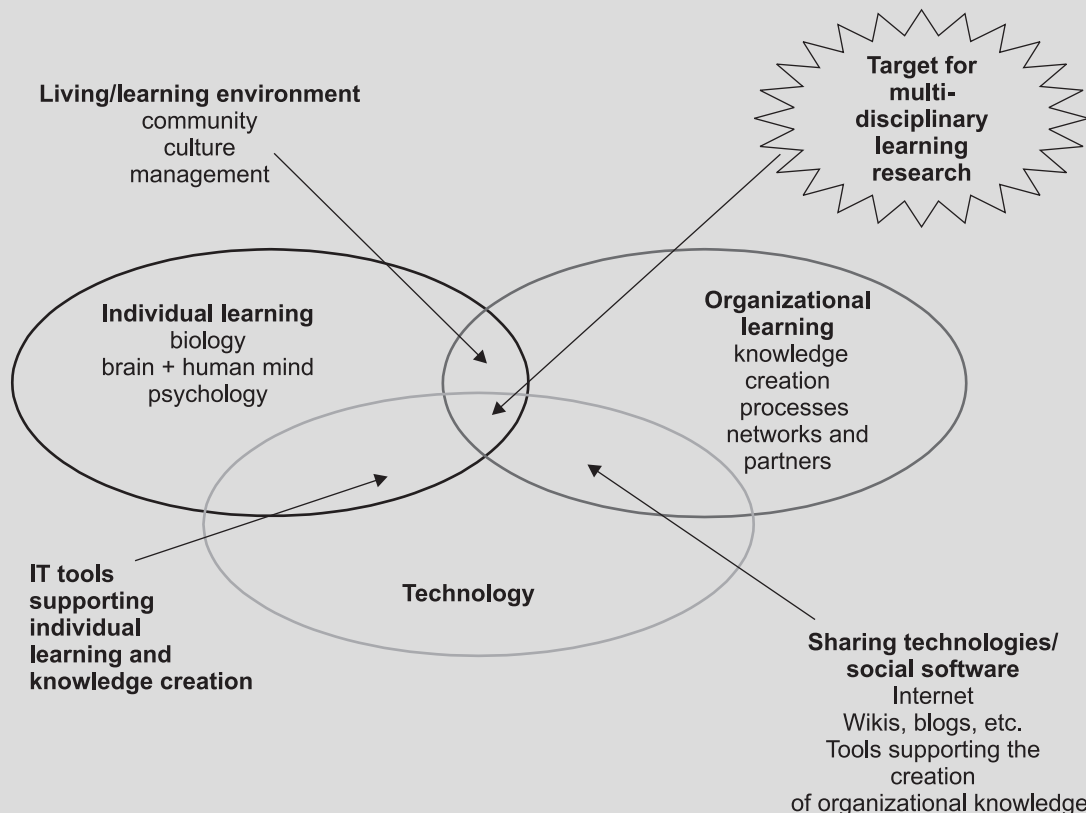 Living/learning environment
community
culture
management
Target for
multi-
disciplinary
learning
research
Individual learning
biology
brain + human mind
psychology
Organizational
learning
knowledge
creation
processes
networks and
partners
IT tools
supporting
individual
learning and
knowledge creation
Technology
Sharing technologies/
social software
Internet
Wikis, blogs, etc.
Tools supporting the
creation
of organizational knowledge